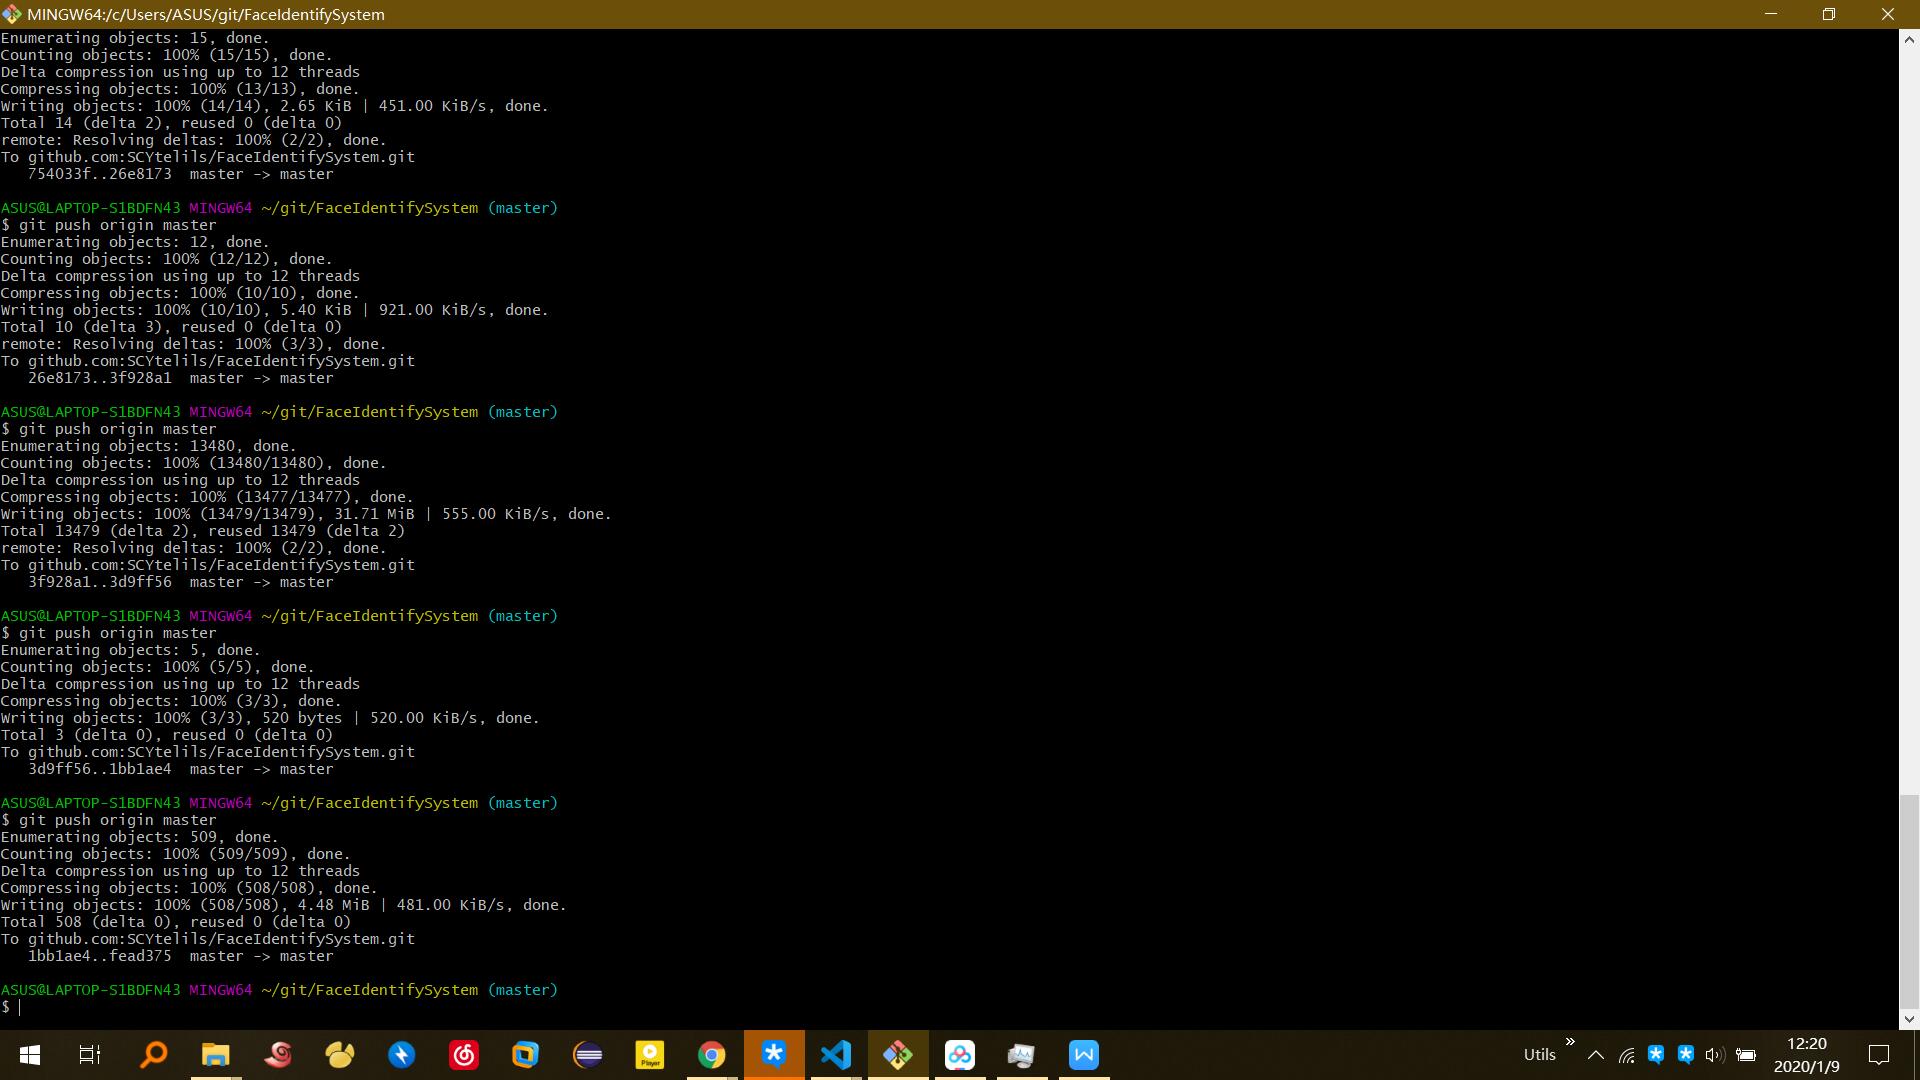 MINGW64:/c/Users/ASUS/git/FaceIdentifySystem
Enumerating objects: 15, done.
Counting objects: 100% (15/15), done.
Delta compression using up to 12 threads
Compressing objects: 100% (13/13), done.
Writing objects: 100% (14/14), 2.65 KiB | 451.00 KiB/s, done.
Total 14 (delta 2), reused 0 (delta 0)
remote: Resolving deltas: 100% (2/2), done.
To github.com:SCYtelils/FaceIdentifySystem.git
   754033f..26e8173  master -> master
ASUS@LAPTOP-S1BDFN43 MINGW64 ~/git/FaceIdentifySystem (master)
$ git push origin master
Enumerating objects: 12, done.
Counting objects: 100% (12/12), done.
Delta compression using up to 12 threads
Compressing objects: 100% (10/10), done.
Writing objects: 100% (10/10), 5.40 KiB | 921.00 KiB/s, done.
Total 10 (delta 3), reused 0 (delta 0)
remote: Resolving deltas: 100% (3/3), done.
To github.com:SCYtelils/FaceIdentifySystem.git
   26e8173..3f928a1  master -> master
ASUS@LAPTOP-S1BDFN43 MINGW64 ~/git/FaceIdentifySystem (master)
$ git push origin master
Enumerating objects: 13480, done.
Counting objects: 100% (13480/13480), done.
Delta compression using up to 12 threads
Compressing objects: 100% (13477/13477), done.
Writing objects: 100% (13479/13479), 31.71 MiB | 555.00 KiB/s, done.
Total 13479 (delta 2), reused 13479 (delta 2)
remote: Resolving deltas: 100% (2/2), done.
To github.com:SCYtelils/FaceIdentifySystem.git
   3f928a1..3d9ff56  master -> master
ASUS@LAPTOP-S1BDFN43 MINGW64 ~/git/FaceIdentifySystem (master)
$ git push origin master
Enumerating objects: 5, done.
Counting objects: 100% (5/5), done.
Delta compression using up to 12 threads
Compressing objects: 100% (3/3), done.
Writing objects: 100% (3/3), 520 bytes | 520.00 KiB/s, done.
Total 3 (delta 0), reused 0 (delta 0)
To github.com:SCYtelils/FaceIdentifySystem.git
   3d9ff56..1bb1ae4  master -> master
ASUS@LAPTOP-S1BDFN43 MINGW64 ~/git/FaceIdentifySystem (master)
$ git push origin master
Enumerating objects: 509, done.
Counting objects: 100% (509/509), done.
Delta compression using up to 12 threads
Compressing objects: 100% (508/508), done.
Writing objects: 100% (508/508), 4.48 MiB | 481.00 KiB/s, done.
Total 508 (delta 0), reused 0 (delta 0)
To github.com:SCYtelils/FaceIdentifySystem.git
   1bb1ae4..fead375  master -> master
ASUS@LAPTOP-S1BDFN43 MINGW64 ~/git/FaceIdentifySystem (master)
$
Player
Utils
12:20
2020/1/9